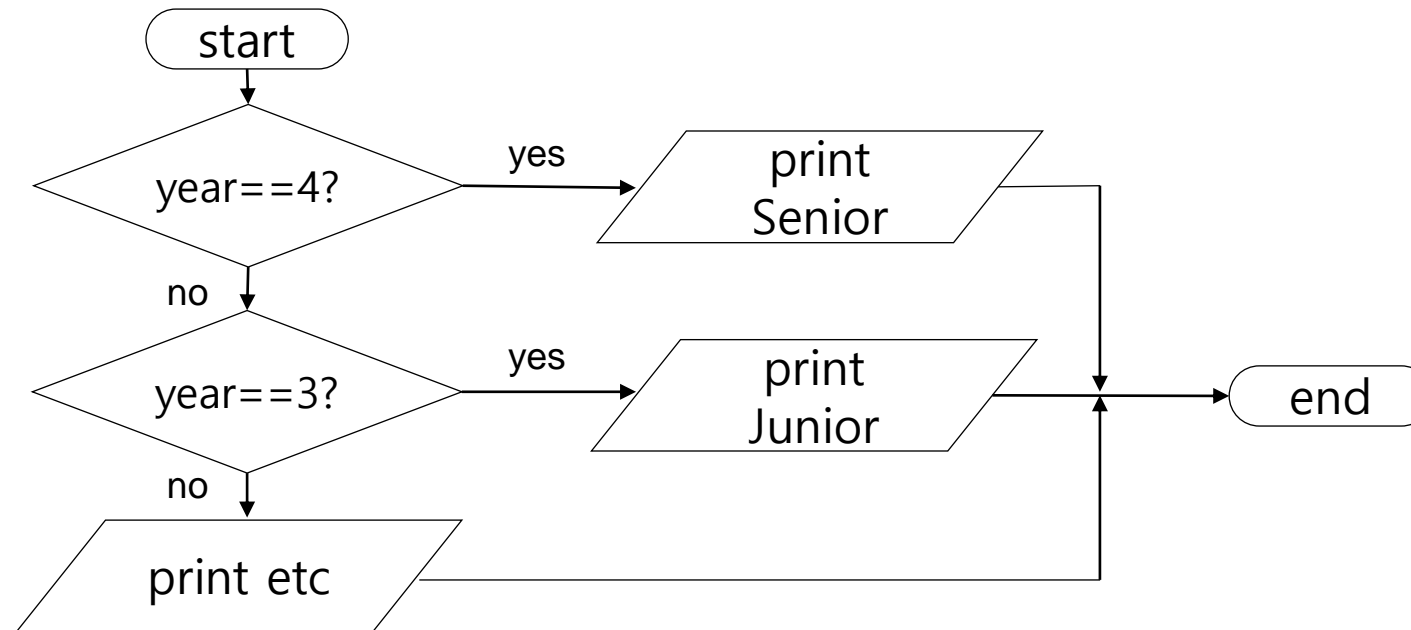 start
year==4?
yes
print
Senior
no
year==3?
yes
print
Junior
end
no
print etc